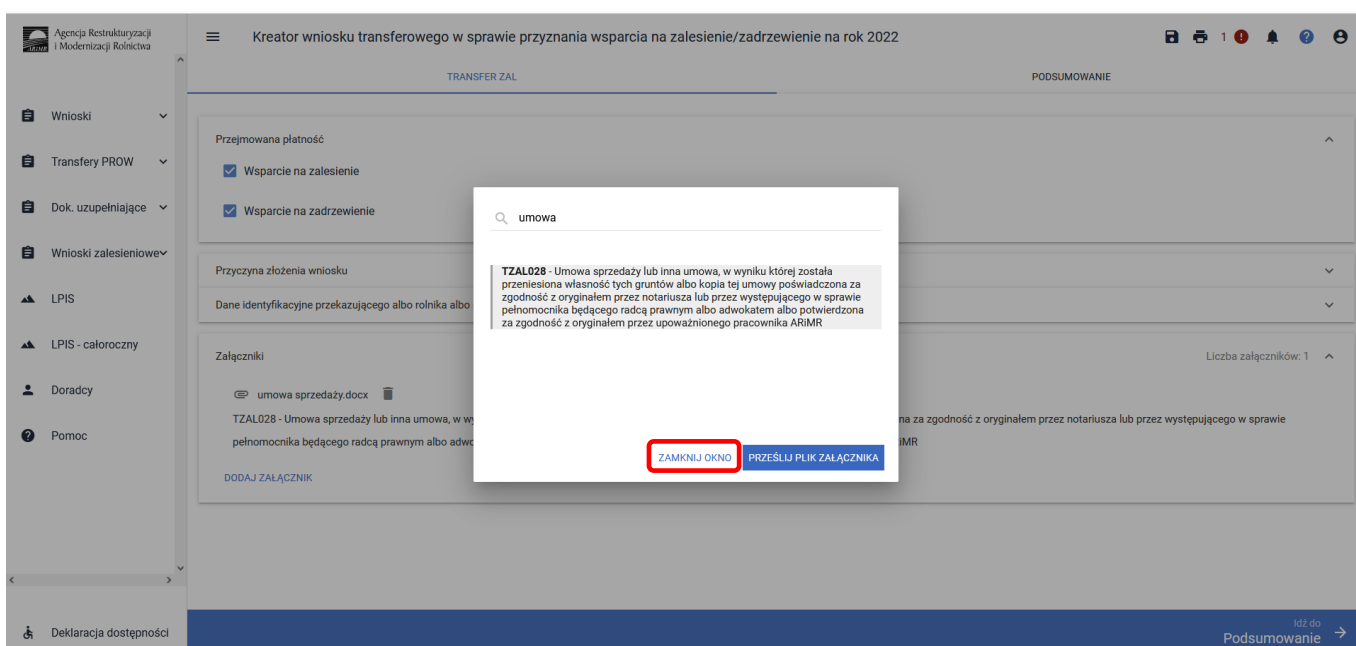 Agencja Restrukturyzacji
i Modernizacji Rolnictwa
ARiMR
Kreator wniosku transferowego w sprawie przyznania wsparcia na zalesienie/zadrzewienie na rok 2022
1
TRANSFER ZAL
PODSUMOWANIE
Wnioski
Transfery PROW
Dok. uzupełniające
Wnioski zalesieniowe
LPIS
LPIS - całoroczny
Doradcy
Pomoc
Deklaracja dostępności
Przejmowana płatność
Wsparcie na zalesienie
Wsparcie na zadrzewienie
Przyczyna złożenia wniosku
Dane identyfikacyjne przekazującego albo rolnika albo
Załączniki
Liczba załączników: 1
umowa sprzedaży.docx
TZAL028 - Umowa sprzedaży lub inna umowa, w wy
na za zgodność z oryginałem przez notariusza lub przez występującego w sprawie
pełnomocnika będącego radcą prawnym albo adwo
iMR
DODAJ ZAŁĄCZNIK
umowa
TZAL028 - Umowa sprzedaży lub inna umowa, w wyniku której została
przeniesiona własność tych gruntów albo kopia tej umowy poświadczona za
zgodność z oryginałem przez notariusza lub przez występującego w sprawie
pełnomocnika będącego radcą prawnym albo adwokatem albo potwierdzona
za zgodność z oryginałem przez upoważnionego pracownika ARiMR
ZAMKNIJ OKNO
PRZEŚLIJ PLIK ZAŁĄCZNIKA
Idź do
Podsumowanie